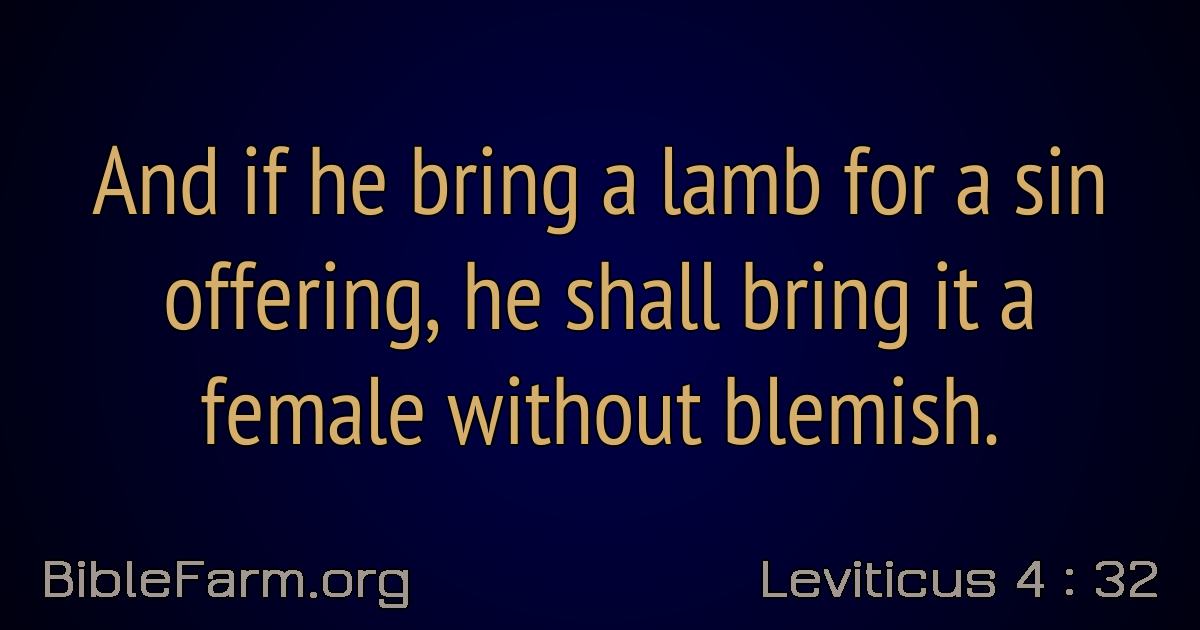 And if he bring a lamb for a sin
offering, he shall bring it a
female without blemish.
BibleFarm.org
Leviticus 4 : 32